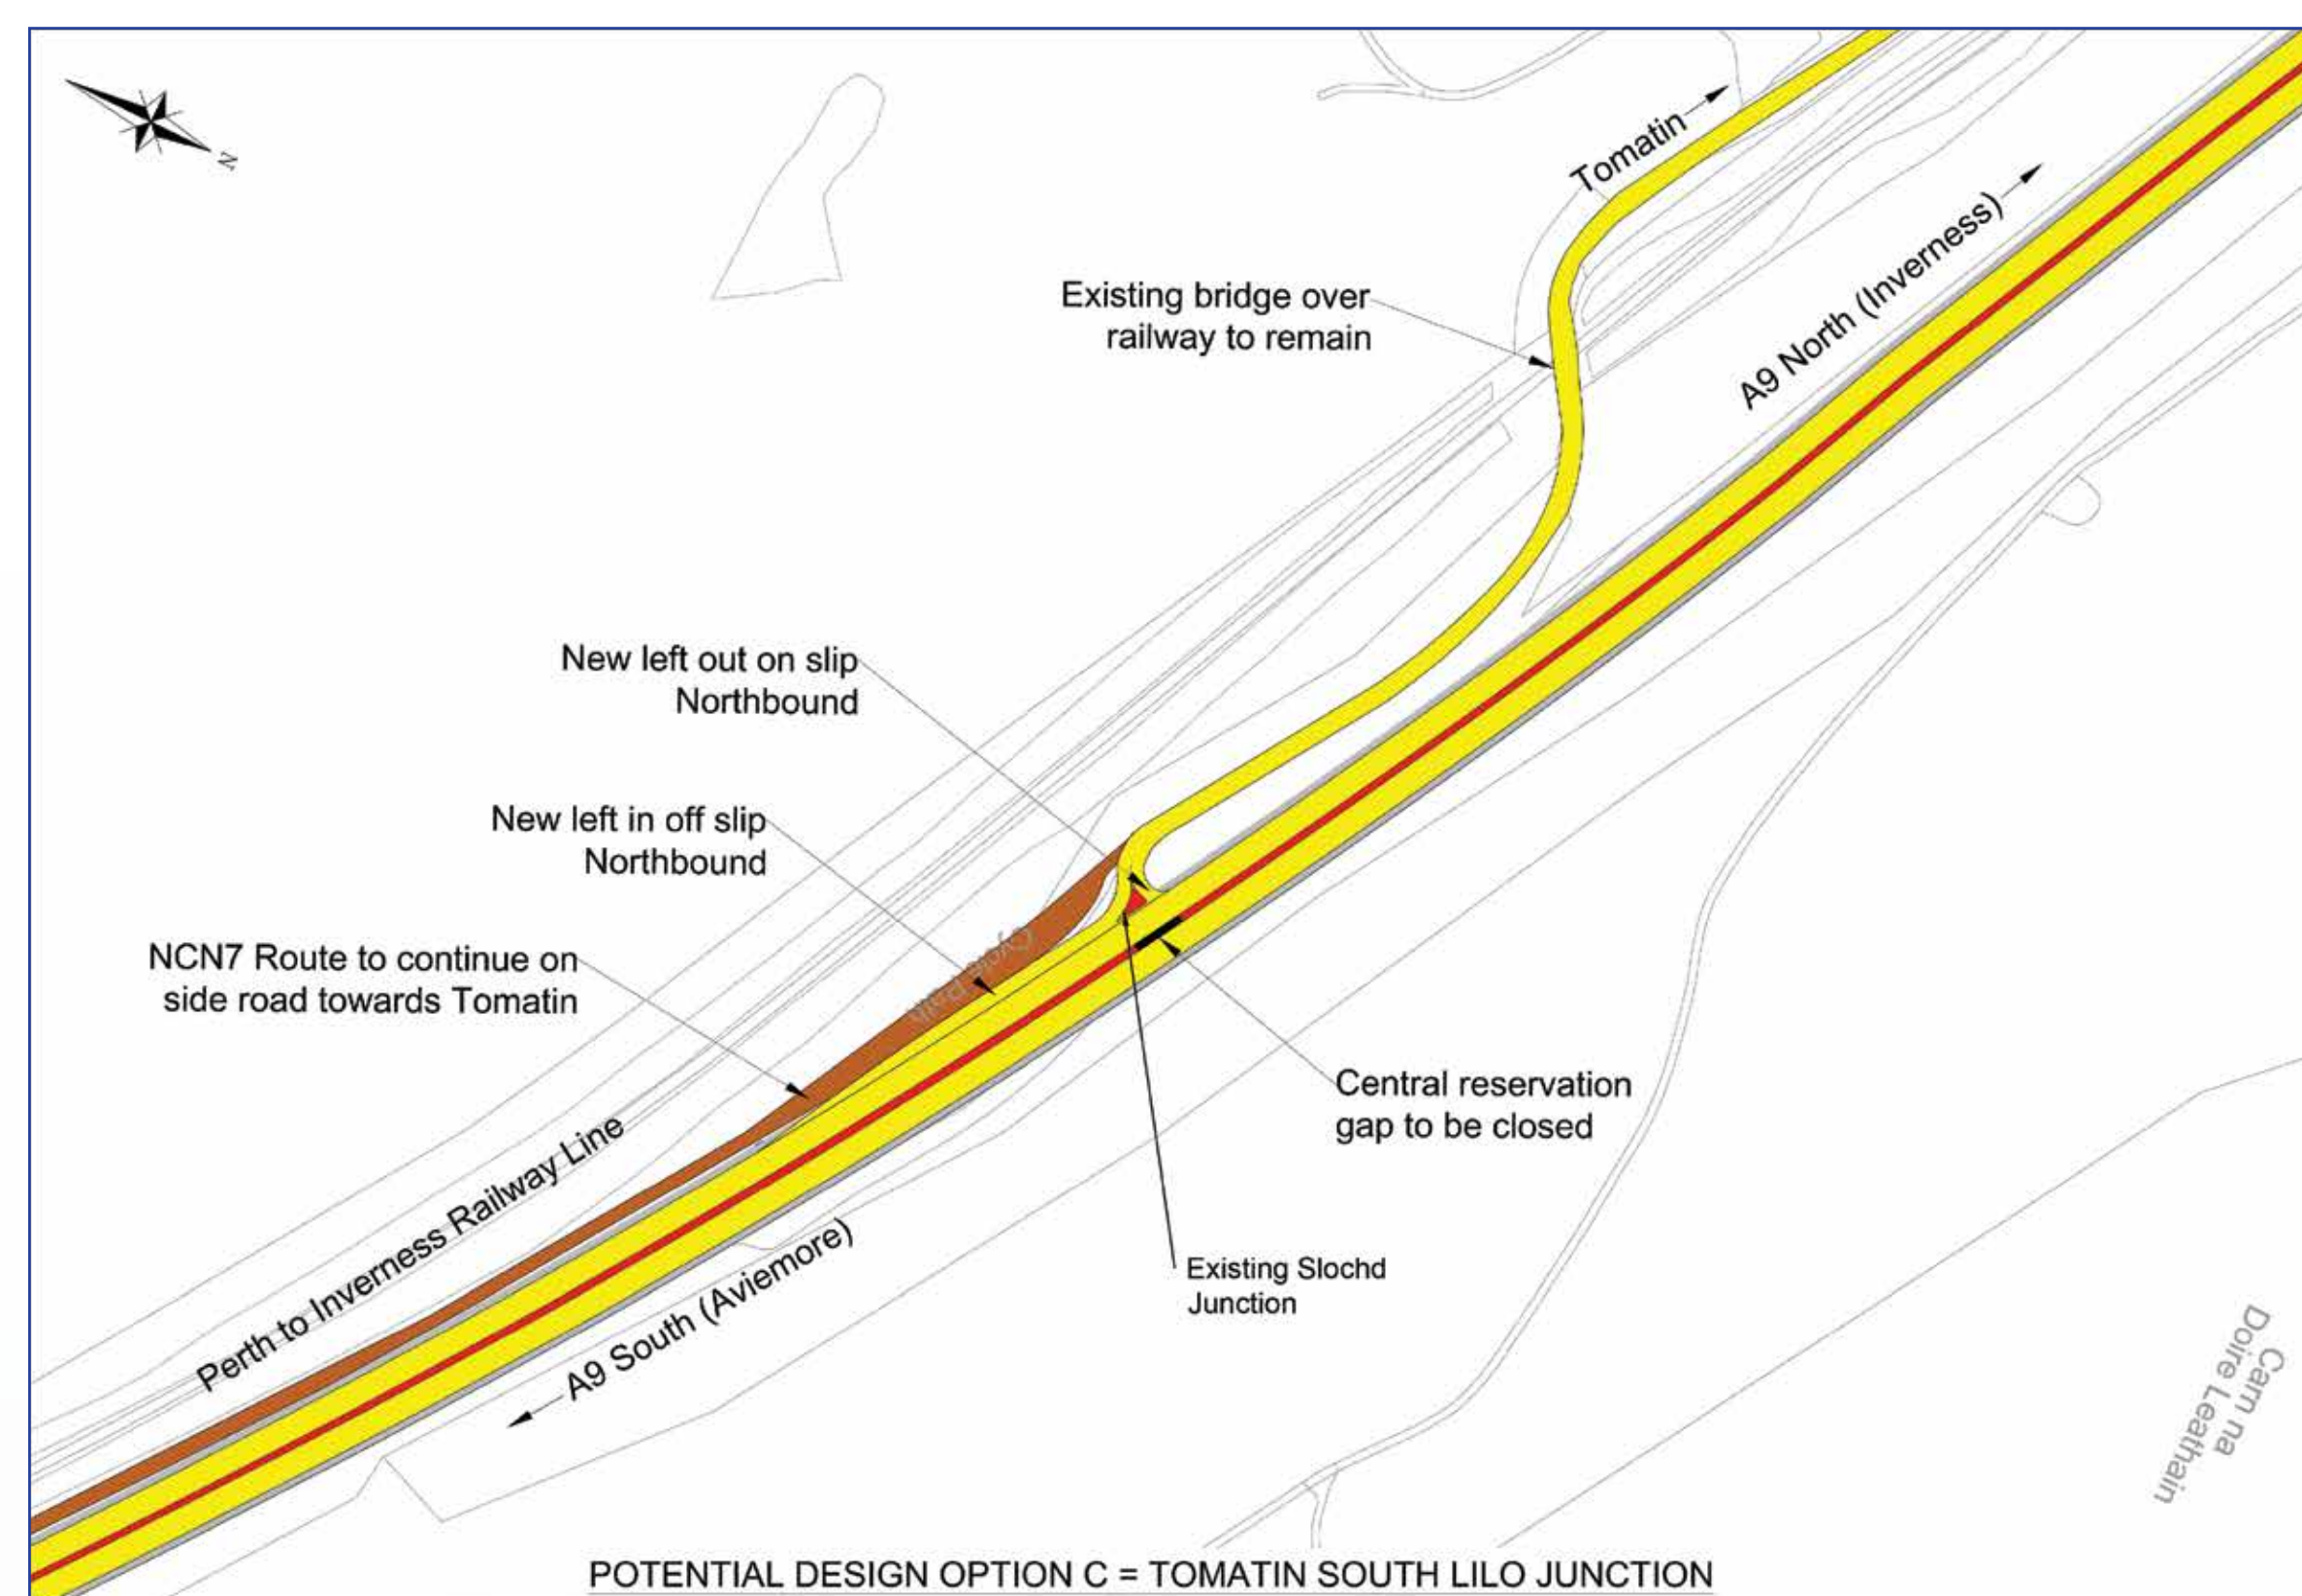 N
Tomatin
Existing bridge over
railway to remain
A9 North (Inverness)
New left out on slip
Northbound
New left in off slip
Northbound
Cycle Path
NCN7 Route to continue on
side road towards Tomatin
Central reservation
gap to be closed
Perth to Inverness Railway Line
A9 South (Aviemore)
Existing Slochd
Junction
Carn na
Doire Leathain
POTENTIAL DESIGN OPTION C = TOMATIN SOUTH LILO JUNCTION